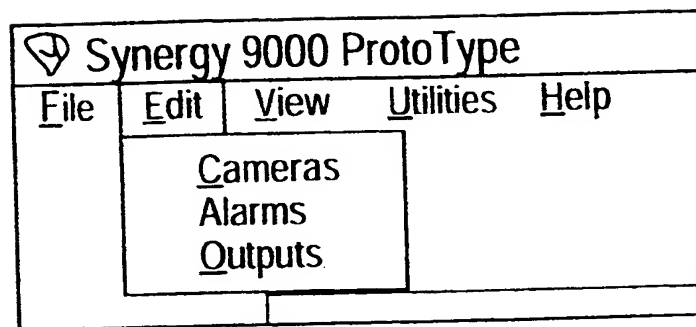 Synergy 9000 ProtoType
File Edit View Utilities Help
Cameras
Alarms
Outputs